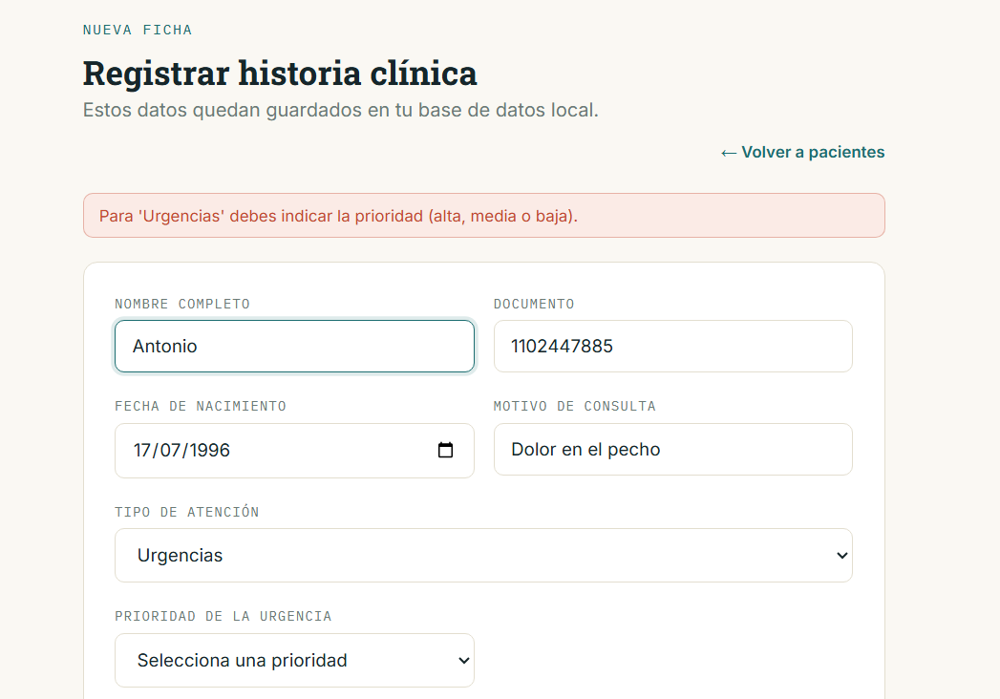 NUEVA FICHA
Registrar historia clínica
Estos datos quedan guardados en tu base de datos local.
← Volver a pacientes
Para 'Urgencias' debes indicar la prioridad (alta, media o baja).
NOMBRE COMPLETO
DOCUMENTO
Antonio
1102447885
FECHA DE NACIMIENTO
MOTIVO DE CONSULTA
17/07/1996
Dolor en el pecho
TIPO DE ATENCIÓN
Urgencias
PRIORIDAD DE LA URGENCIA
Selecciona una prioridad